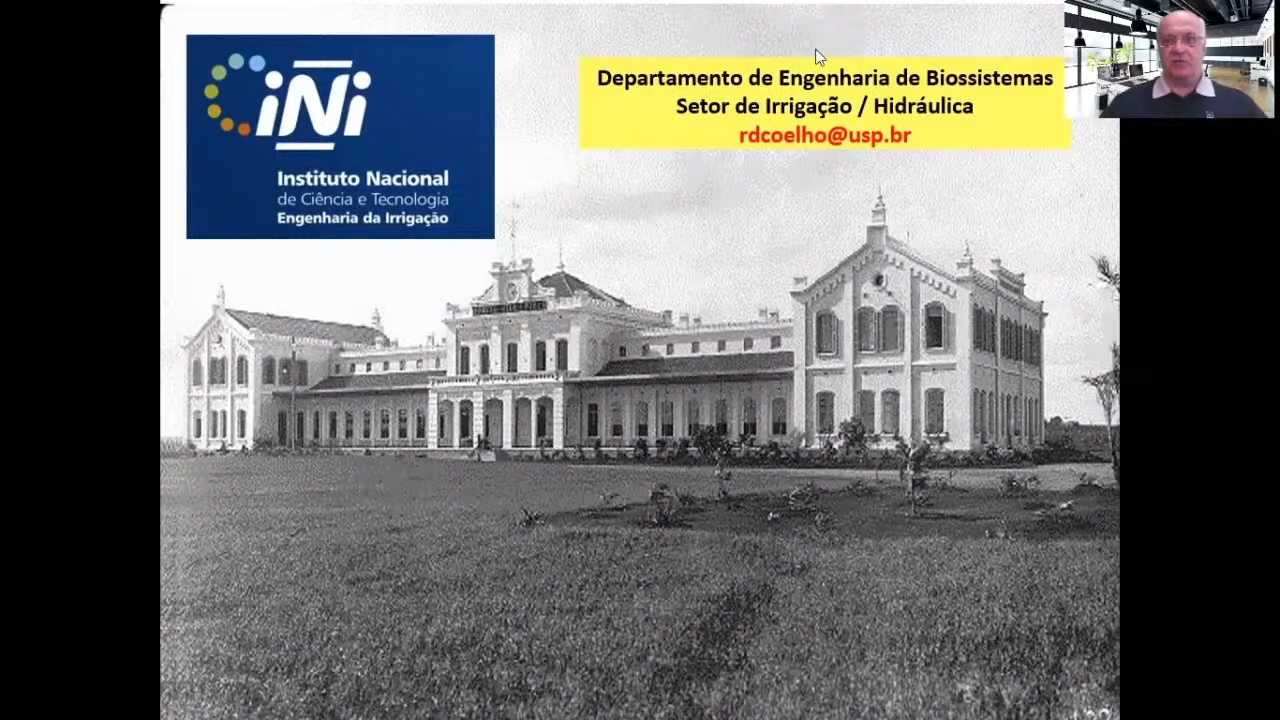 iNi
Instituto Nacional
de Ciência e Tecnologia
Engenharia da Irrigação
Departamento de Engenharia de Biossistemas
Setor de Irrigação / Hidráulica
rdcoelho@usp.br